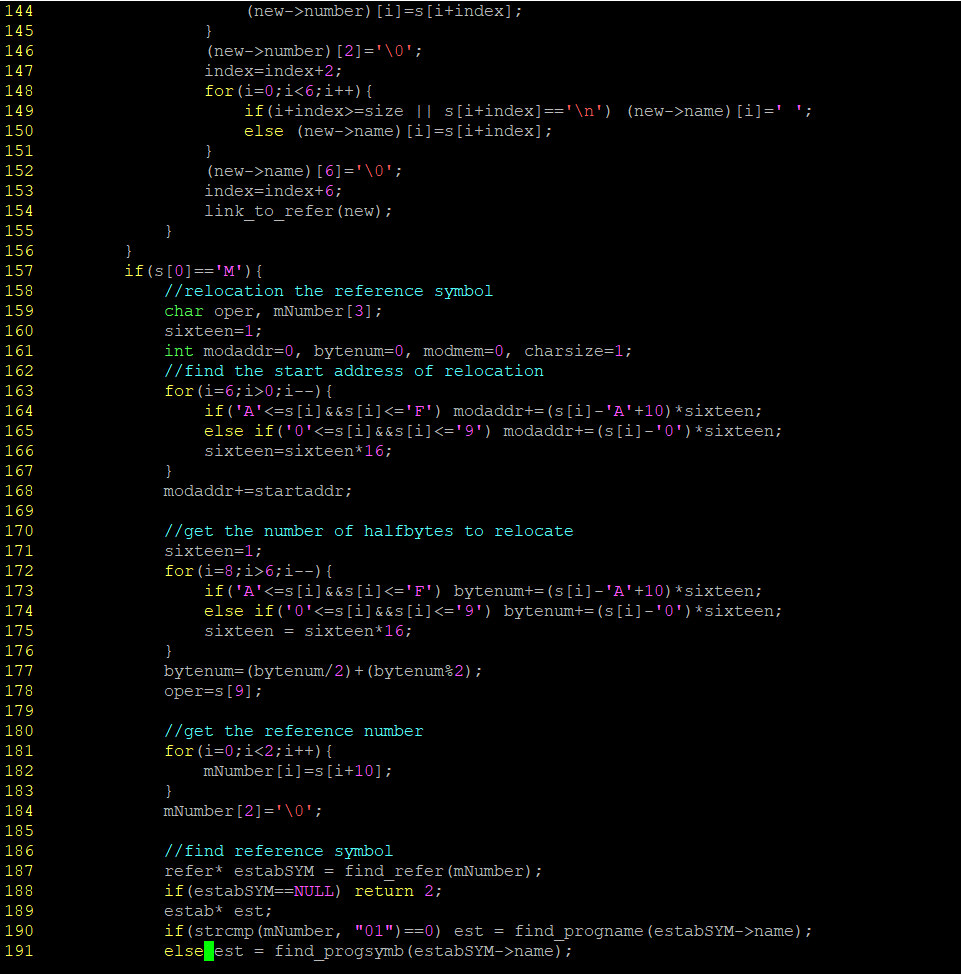 144                     (new->number)[i]=s[i+index];
145                 }
146                 (new->number)[2]='\0';
147                 index=index+2;
148                 for(i=0;i<6;i++){
149                     if(i+index>=size || s[i+index]=='\n') (new->name)[i]=' ';
150                     else (new->name)[i]=s[i+index];
151                 }
152                 (new->name)[6]='\0';
153                 index=index+6;
154                 link_to_refer(new);
155             }
156         }
157         if(s[0]=='M'){
158             //relocation the reference symbol
159             char oper, mNumber[3];
160             sixteen=1;
161             int modaddr=0, bytenum=0, modmem=0, charsize=1;
162             //find the start address of relocation
163             for(i=6;i>0;i--){
164                 if('A'<=s[i]&&s[i]<='F') modaddr+=(s[i]-'A'+10)*sixteen;
165                 else if('0'<=s[i]&&s[i]<='9') modaddr+=(s[i]-'0')*sixteen;
166                 sixteen=sixteen*16;
167             }
168             modaddr+=startaddr;
169
170             //get the number of halfbytes to relocate
171             sixteen=1;
172             for(i=8;i>6;i--){
173                 if('A'<=s[i]&&s[i]<='F') bytenum+=(s[i]-'A'+10)*sixteen;
174                 else if('0'<=s[i]&&s[i]<='9') bytenum+=(s[i]-'0')*sixteen;
175                 sixteen = sixteen*16;
176             }
177             bytenum=(bytenum/2)+(bytenum%2);
178             oper=s[9];
179
180             //get the reference number
181             for(i=0;i<2;i++){
182                 mNumber[i]=s[i+10];
183             }
184             mNumber[2]='\0';
185
186             //find reference symbol
187             refer* estabSYM = find_refer(mNumber);
188             if(estabSYM==NULL) return 2;
189             estab* est;
190             if(strcmp(mNumber, "01")==0) est = find_progname(estabSYM->name);
191             else est = find_progsymb(estabSYM->name);